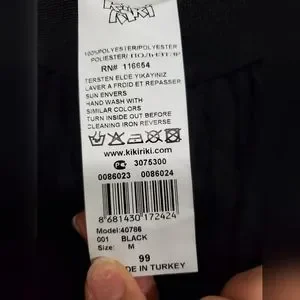 100%POLYESTER/POLYESTER
RN# 116654
TERSTEN ELDE YIKAYINIZ
LAVER A FROID ET REPASSER
SUN ENVERS
HAND WASH WITH
SIMILAR COLORS
TURN INSIDE OUT BEFORE
CLEANING IRON REVERSE
www.kikiriki.com
3075300
0086023 0086024
8 681430 172424
Model:40786
001 BLACK
Size: M
99
DE IN TURKEY